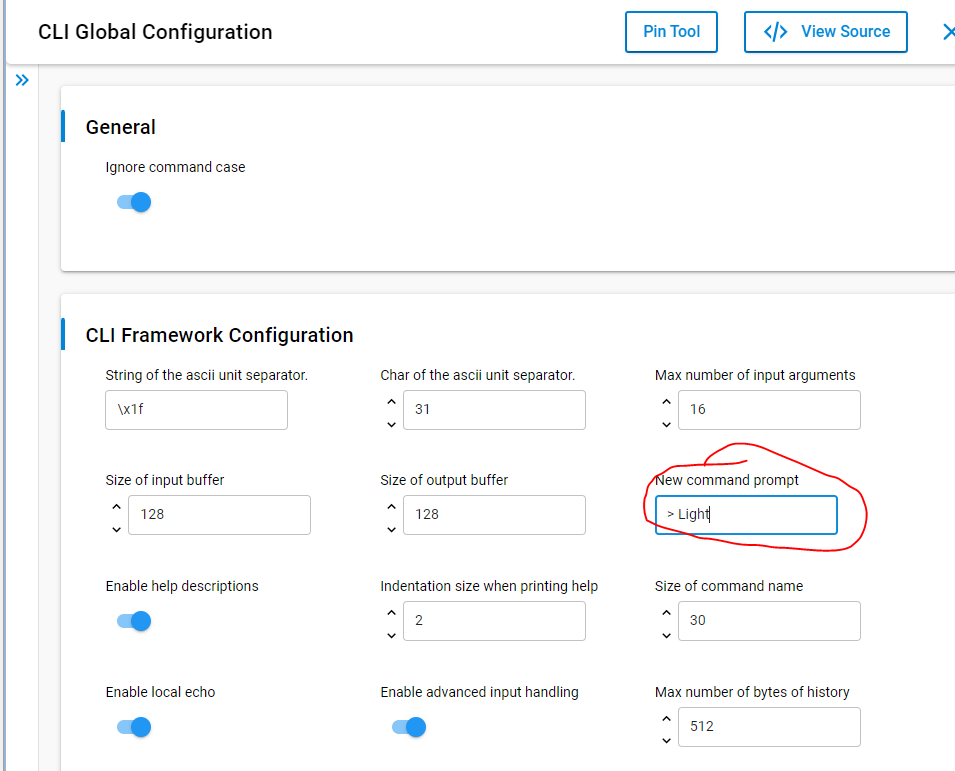 CLI Global Configuration
Pin Tool
</> View Source
General
Ignore command case
CLI Framework Configuration
String of the ascii unit separator.
Char of the ascii unit separator.
Max number of input arguments
\x1f
31
16
Size of input buffer
Size of output buffer
New command prompt
128
128
> Light
Enable help descriptions
Indentation size when printing help
Size of command name
2
30
Enable local echo
Enable advanced input handling
Max number of bytes of history
512